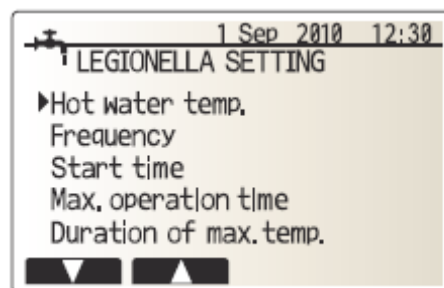 1 Sep 2010 12:30
LEGIONELLA SETTING
Hot water temp.
Frequency
Start time
Max. operation time
Duration of max. temp.